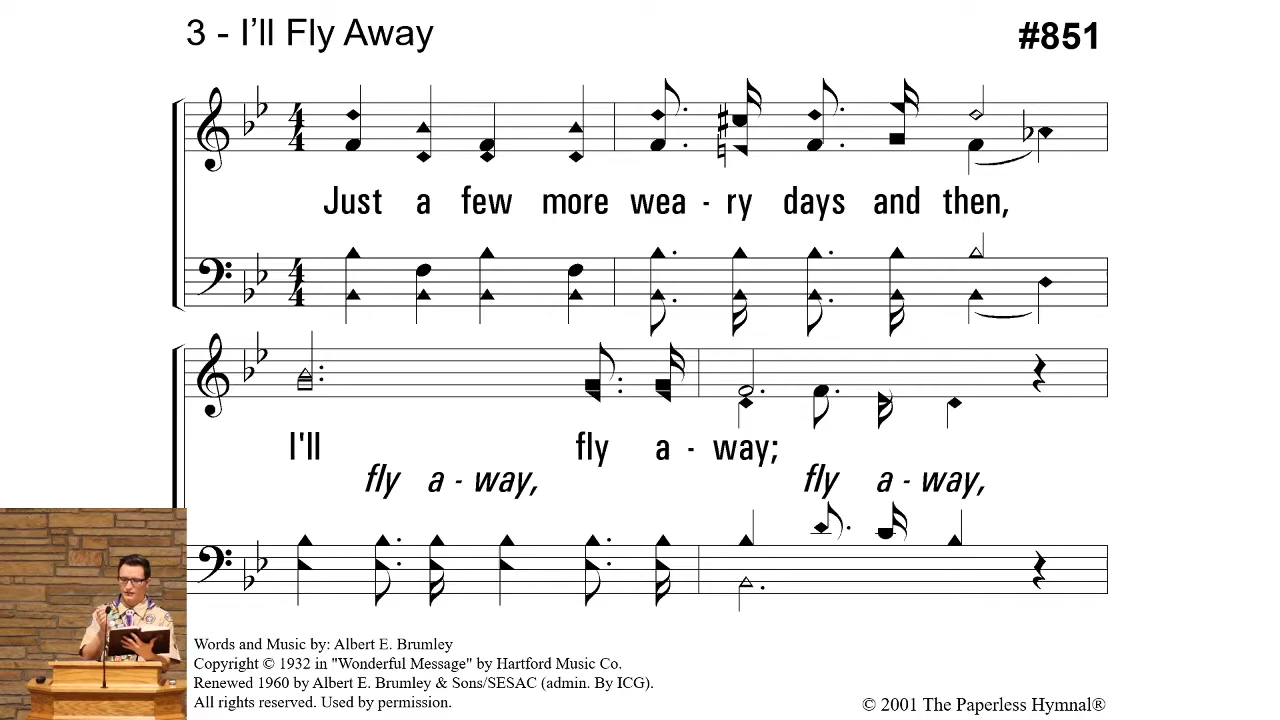 3 - I’ll Fly Away
#851
Just a few more wea - ry days and then,
I'll fly a - way;
fly a - way, fly a - way,
Words and Music by: Albert E. Brumley
Copyright © 1932 in "Wonderful Message" by Hartford Music Co.
Renewed 1960 by Albert E. Brumley & Sons/SESAC (admin. By ICG).
All rights reserved. Used by permission.
© 2001 The Paperless Hymnal®